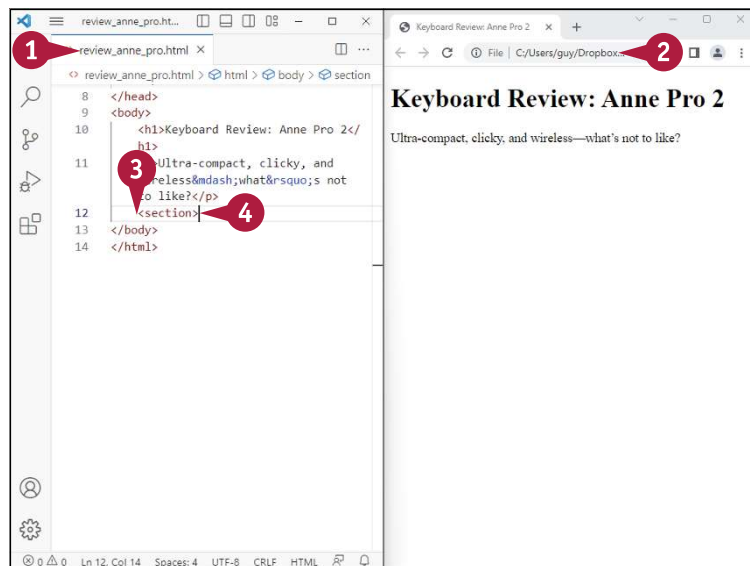 review_anne_pro.ht...
1
review_anne_pro.html
review_anne_pro.html > html > body > section
8 </head>
9 <body>
10 <h1>Keyboard Review: Anne Pro 2</
h1>
11 Ultra-compact, clicky, and
reless&mdash;what&rsquo;s not
to like?</p>
3
12 <section>
4
13 </body>
14 </html>
0 0 Ln 12, Col 14 Spaces: 4 UTF-8 CRLF HTML
Keyboard Review: Anne Pro 2
File | C:/Users/guy/Dropbox...
2
Keyboard Review: Anne Pro 2
Ultra-compact, clicky, and wireless—what's not to like?